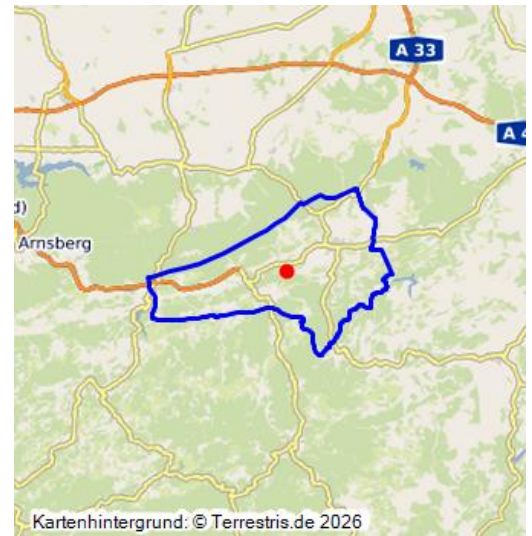 A 33
A 4
d)
Arnsberg
Kartenhintergrund: © Terrestris.de 2026